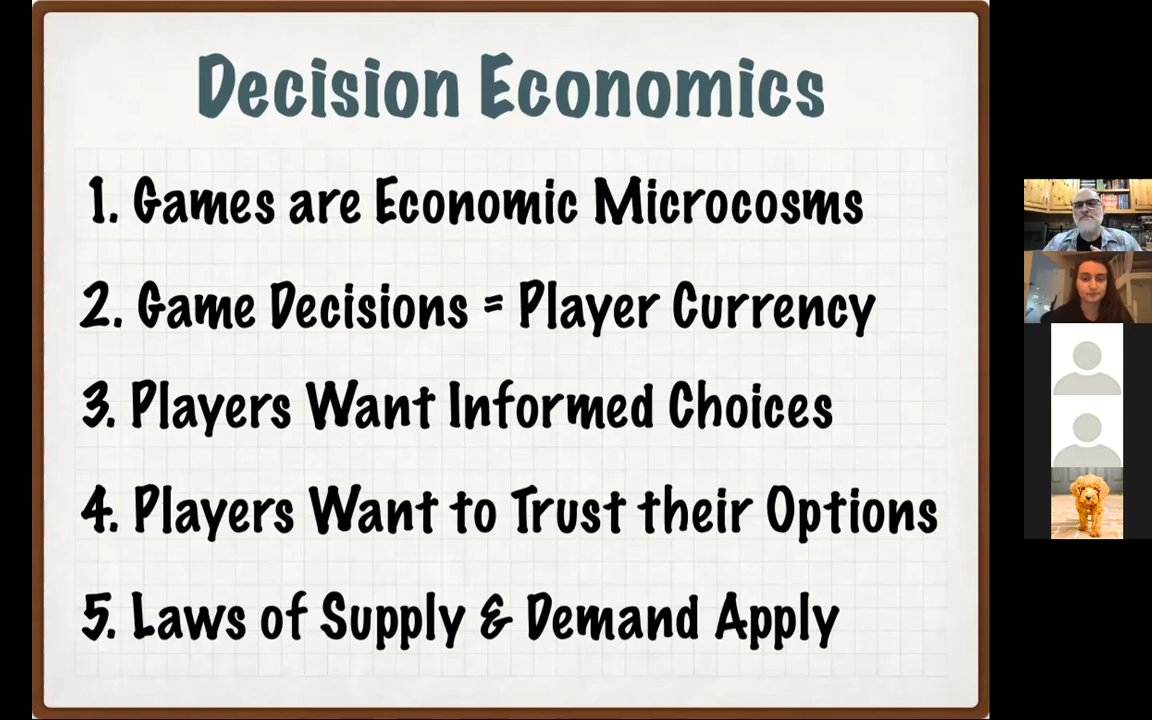 Decision Economics
1. Games are Economic Microcosms
2. Game Decisions = Player Currency
3. Players Want Informed Choices
4. Players Want to Trust their Options
5. Laws of Supply & Demand Apply